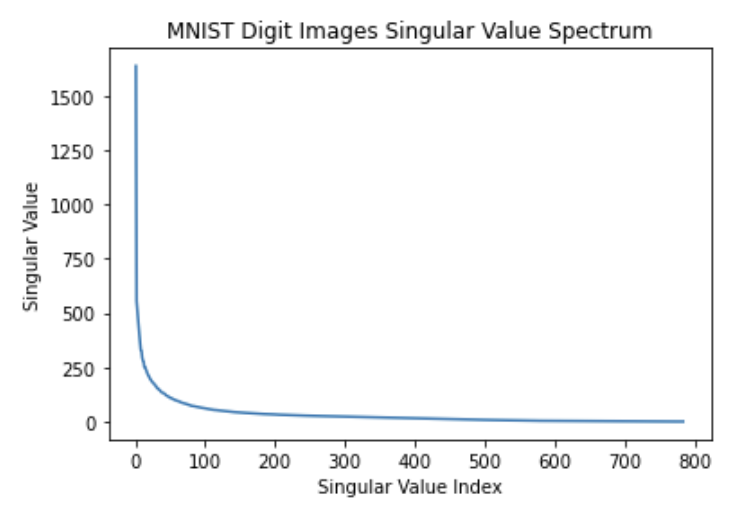 MNIST Digit Images Singular Value Spectrum
1500
1250
1000
750
500
250
0
Singular Value
0 100 200 300 400 500 600 700 800
Singular Value Index